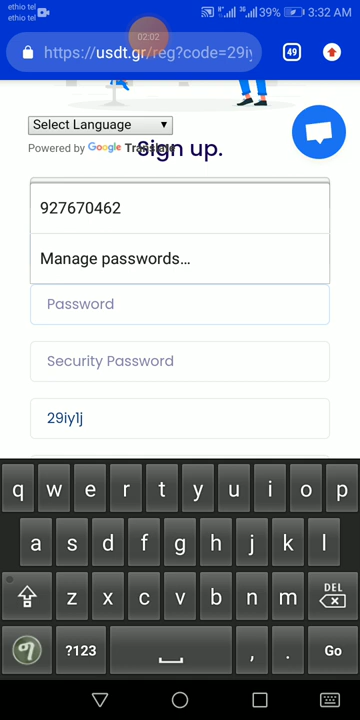 ethio tel
ethio tel
39%
3:32 AM
02:02
https://usdt.gr/reg?code=29iy
49
Select Language
Powered by Google Translate
Sign up.
927670462
Manage passwords...
Password
Security Password
29iy1j
q w e r t y u i o p
a s d f g h j k l
z x c v b n m DEL
?123 , . Go